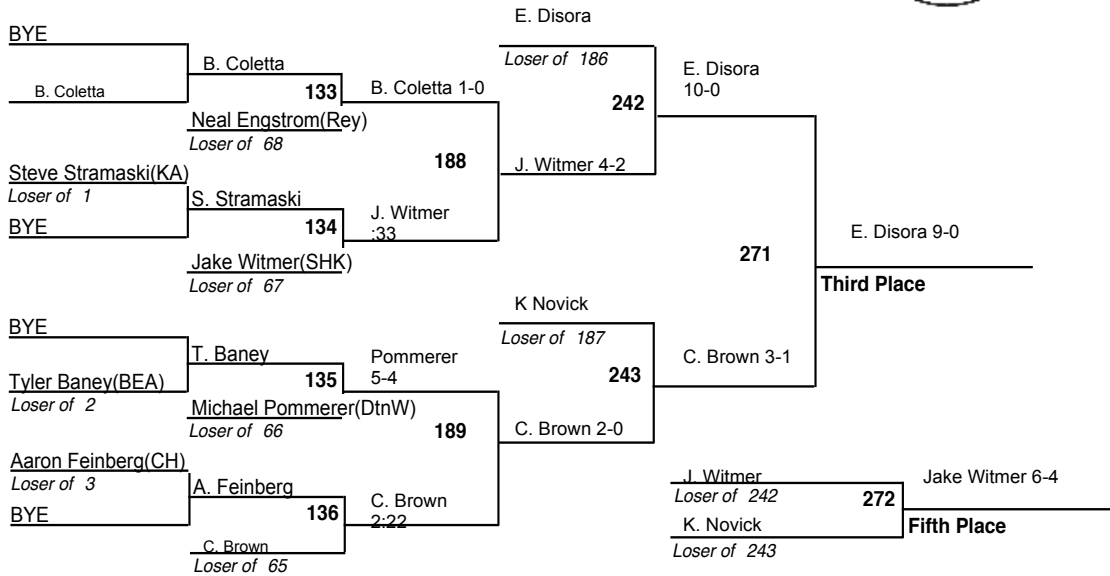 E. Disora
BYE
Loser of 186
B. Coletta
E. Disora
10-0
B. Coletta
133
B. Coletta 1-0
242
Neal Engstrom(Rey)
Loser of 68
188
J. Witmer 4-2
Steve Stramaski(KA)
Loser of 1
S. Stramaski
134
J. Witmer
:33
BYE
E. Disora 9-0
271
Jake Witmer(SHK)
Loser of 67
Third Place
K Novick
BYE
Loser of 187
T. Baney
Pommerer
5-4
C. Brown 3-1
135
243
Tyler Baney(BEA)
Loser of 2
Michael Pommerer(DtnW)
Loser of 66
189
C. Brown 2-0
Aaron Feinberg(CH)
Loser of 3
A. Feinberg
J. Witmer
Loser of 242
Jake Witmer 6-4
272
C. Brown
2:22
136
BYE
K. Novick
Fifth Place
C. Brown
Loser of 65
Loser of 243